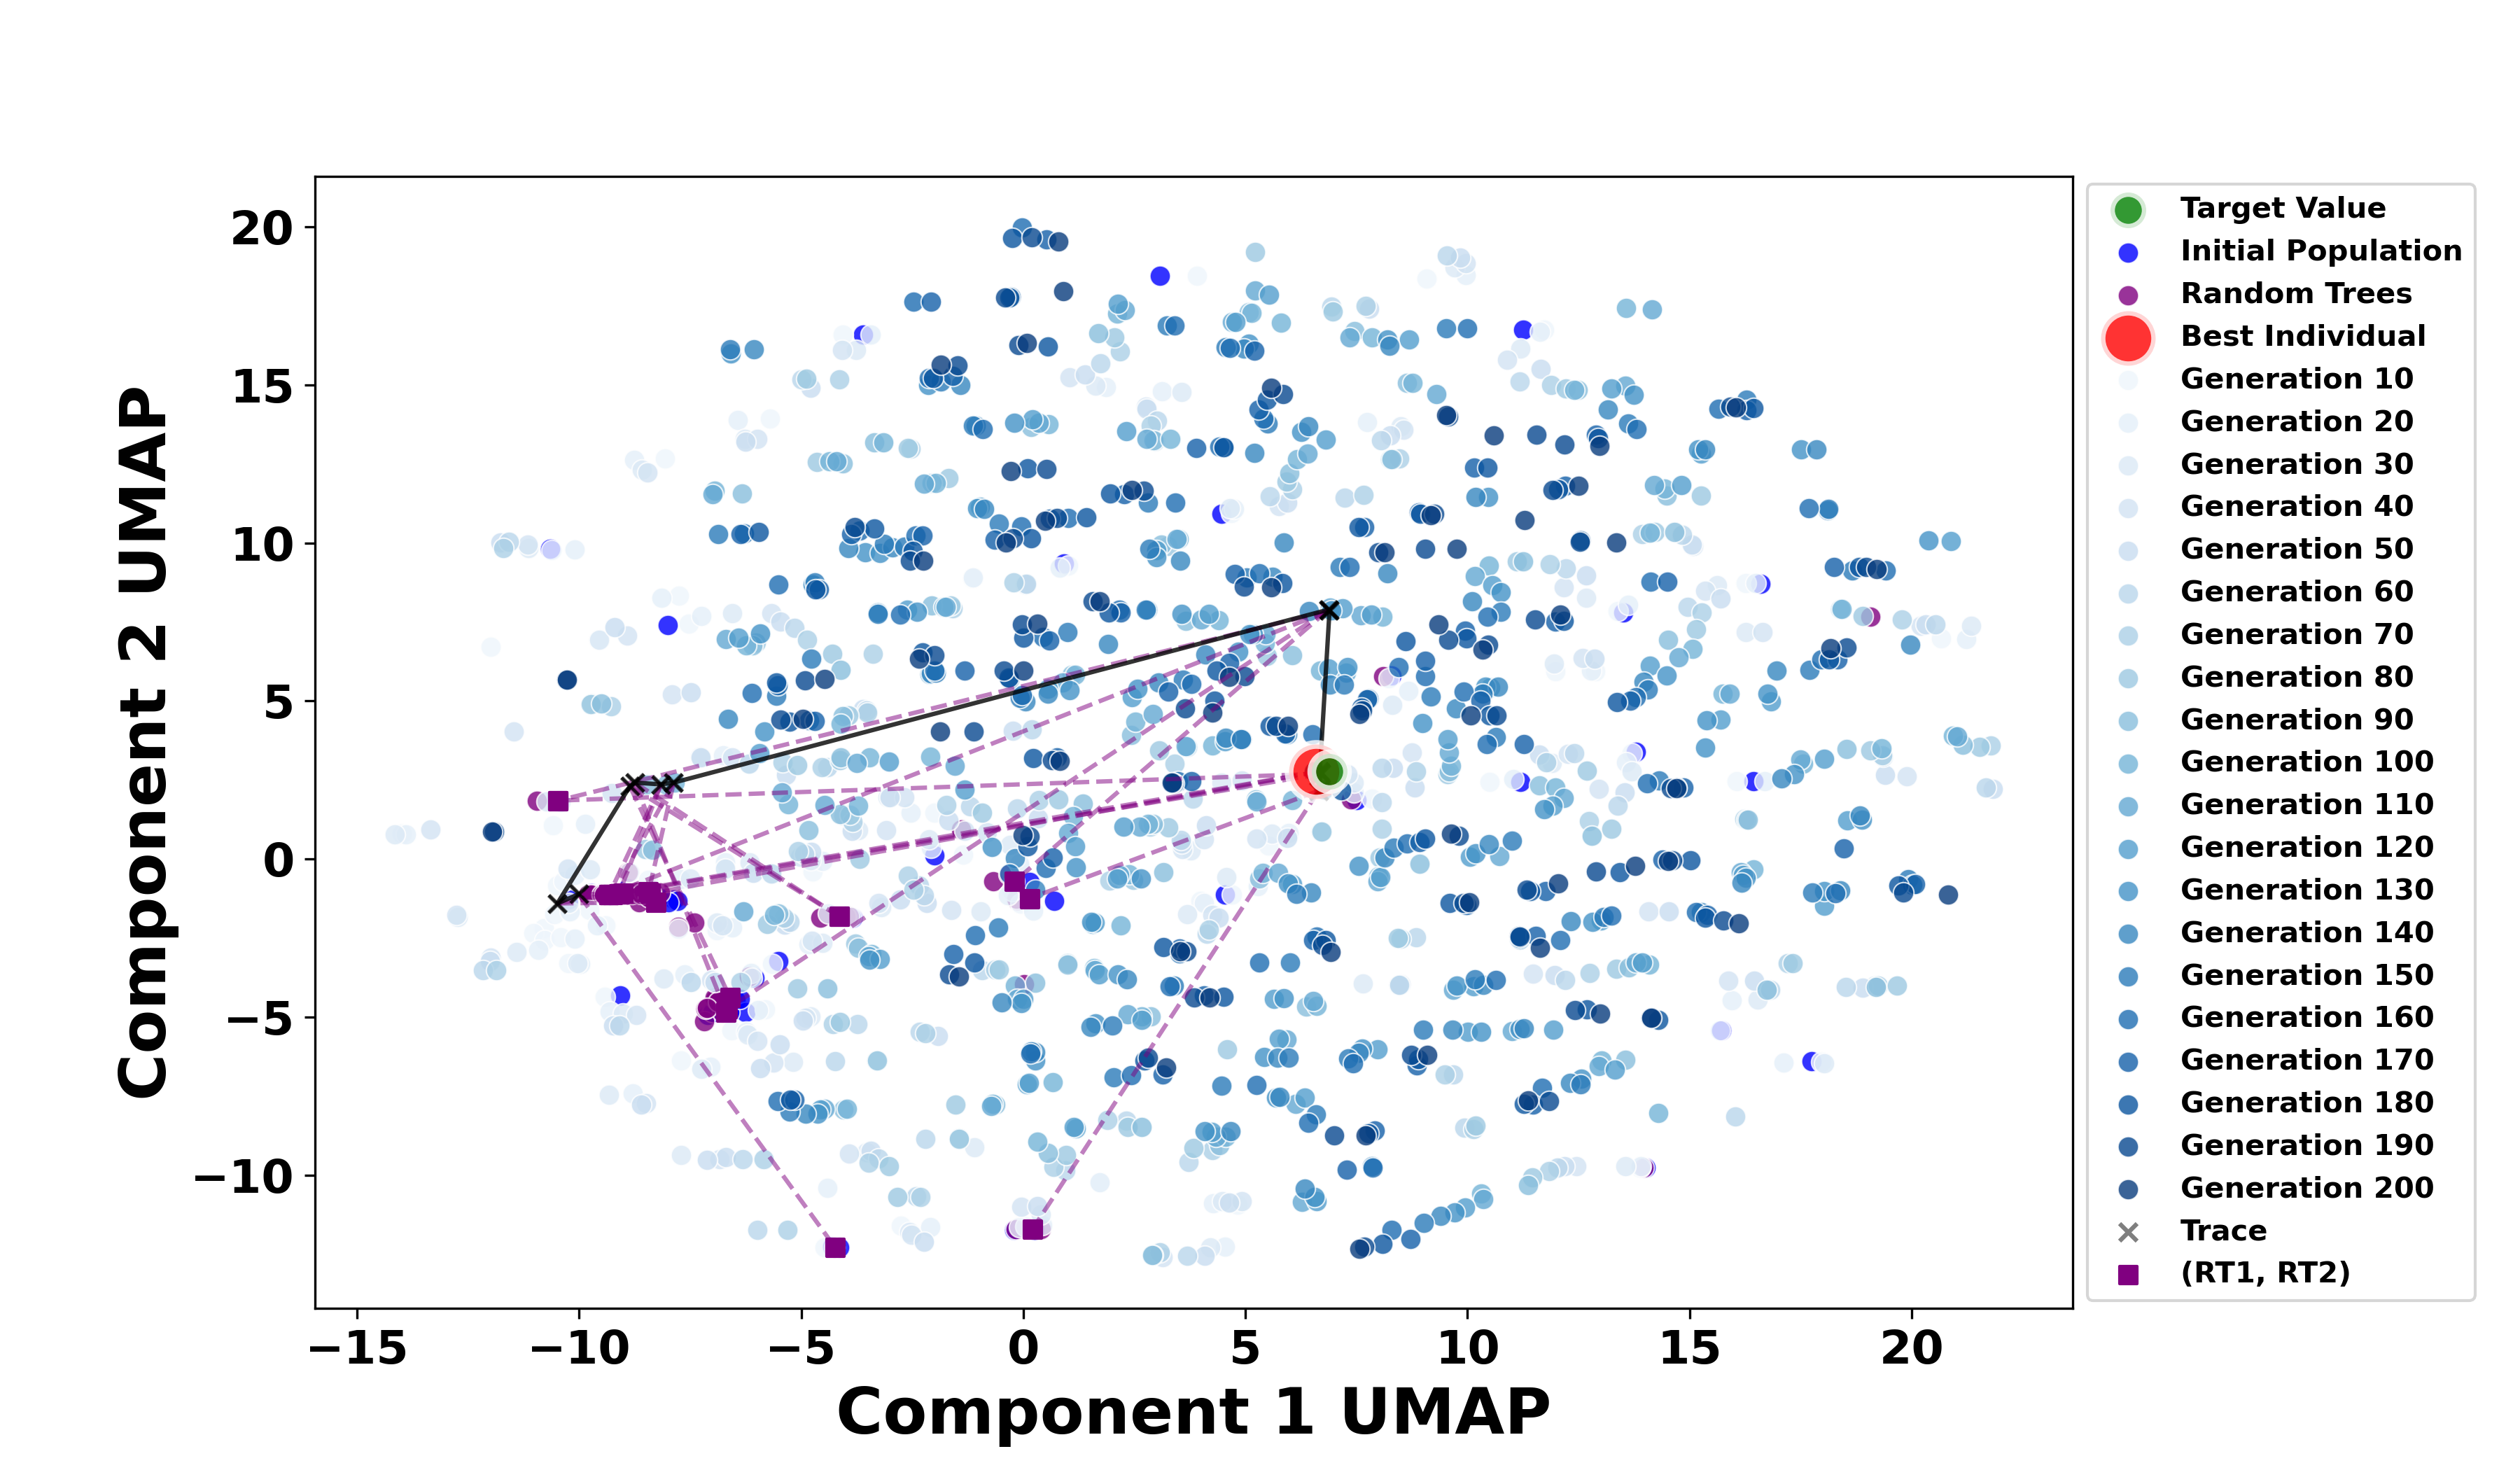 Component 2 UMAP
20
15
10
5
0
−5
−10
−15
−10
−5
0
5
10
15
20
Component 1 UMAP
Target Value
Initial Population
Random Trees
Best Individual
Generation 10
Generation 20
Generation 30
Generation 40
Generation 50
Generation 60
Generation 70
Generation 80
Generation 90
Generation 100
Generation 110
Generation 120
Generation 130
Generation 140
Generation 150
Generation 160
Generation 170
Generation 180
Generation 190
Generation 200
Trace
(RT1, RT2)